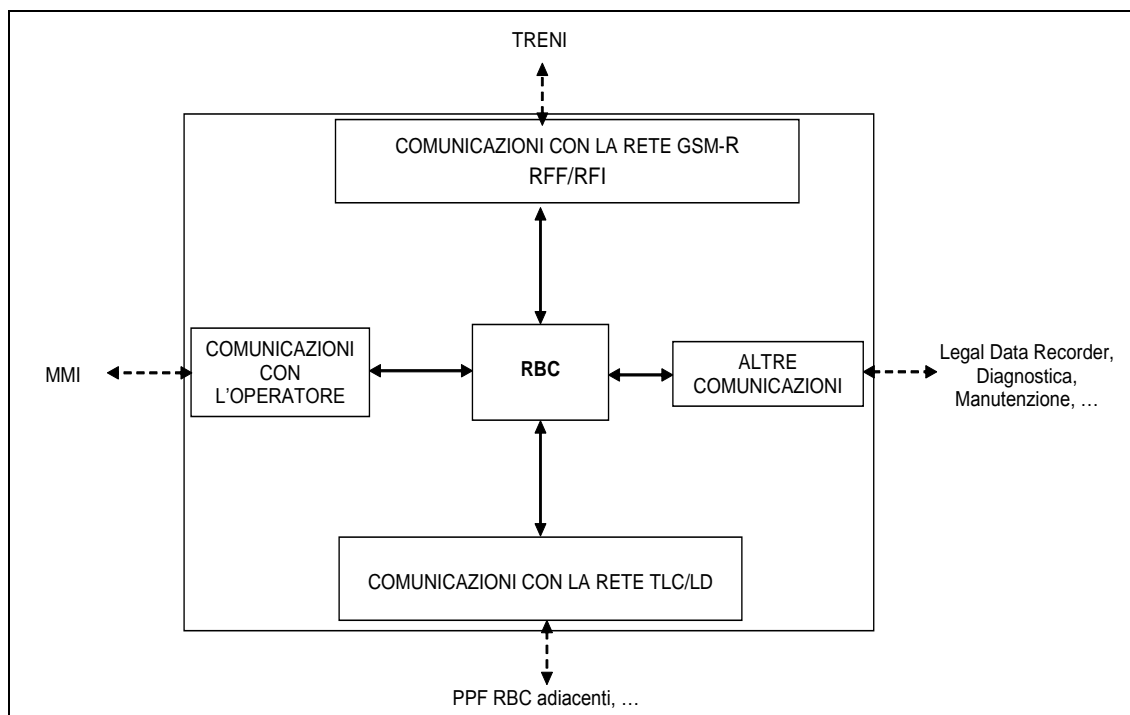 TRENI
COMUNICAZIONI CON LA RETE GSM-R
RFF/RFI
COMUNICAZIONI
CON
L'OPERATORE
MMI
RBC
ALTRE
COMUNICAZIONI
Legal Data Recorder,
Diagnostica,
Manutenzione, …
COMUNICAZIONI CON LA RETE TLC/LD
PPF RBC adiacenti, …